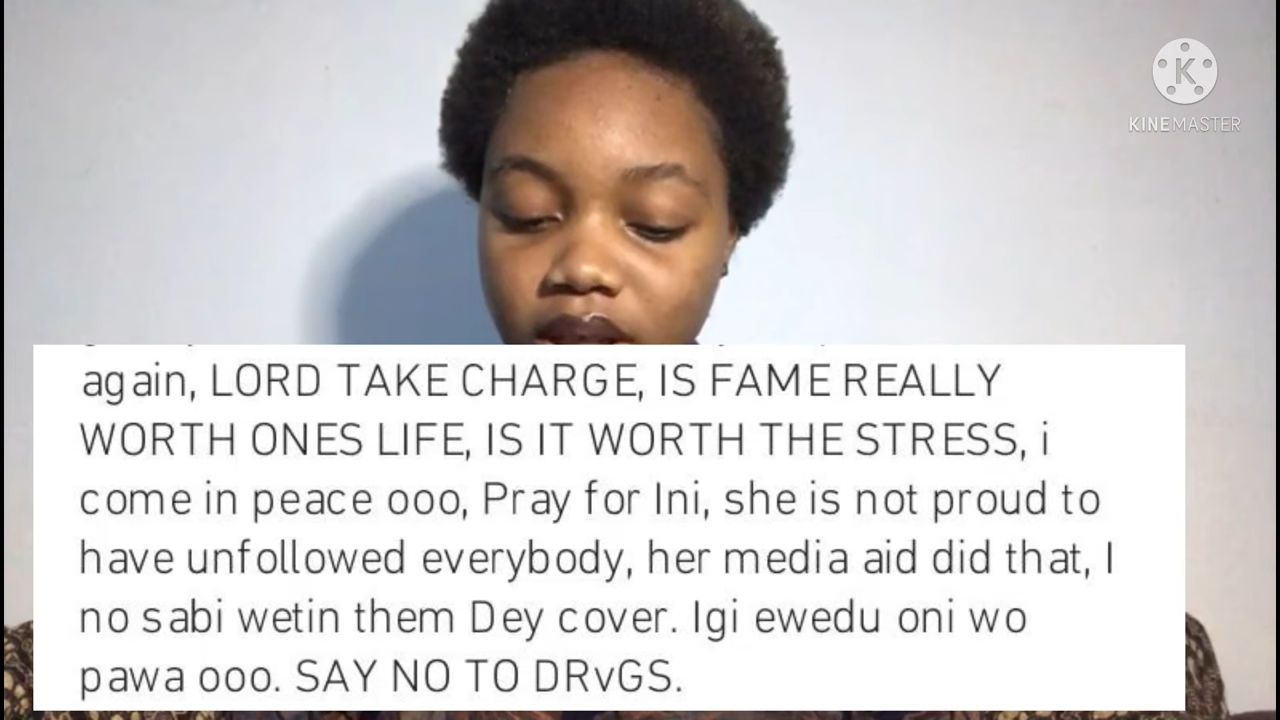 KINEMASTER
again, LORD TAKE CHARGE, IS FAME REALLY
WORTH ONES LIFE, IS IT WORTH THE STRESS, i
come in peace ooo, Pray for Ini, she is not proud to
have unfollowed everybody, her media aid did that, I
no sabi wetin them Dey cover. Igi ewedu oni wo
pawa ooo. SAY NO TO DRvGS.